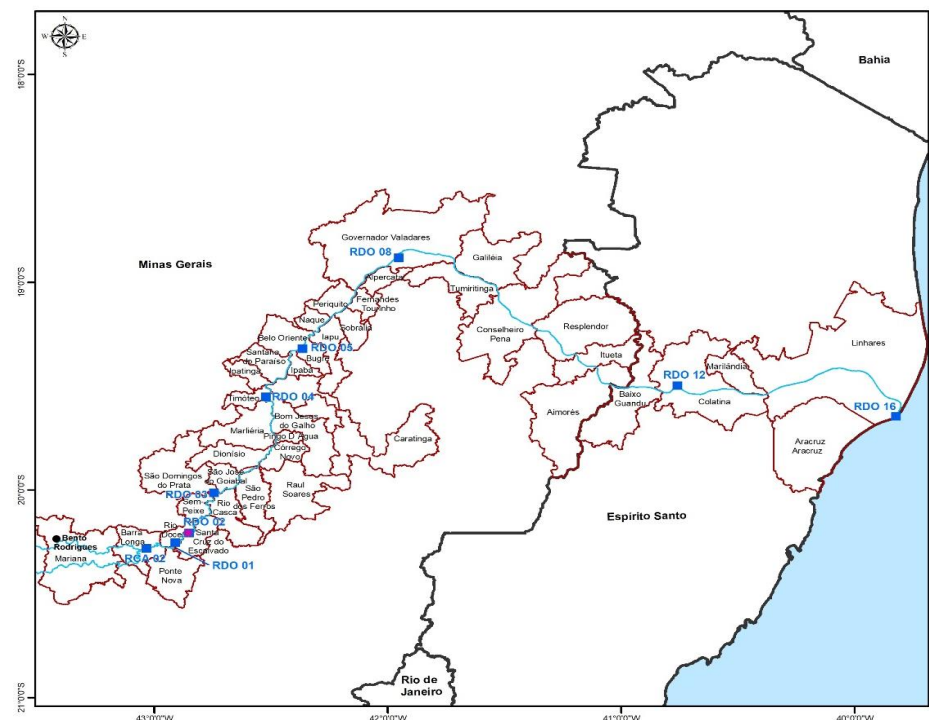 N
W E
S
18°0'0"S
Bahia
Governador Valadares
RDO 08
Galiléia
Minas Gerais
19°0'0"S
Alpercata
Tumiritinga
Periquito
Fernandes
Tourinho
Naque
Sobrália
Conselheiro
Pena
Resplendor
Belo Oriente
Iapu
Linhares
RDO 05
Santana
do Paraíso
Bugre
Itueta
Marilândia
Ipatinga
Ipaba
RDO 12
Timóteo
RDO 04
Baixo
Guandu
Colatina
RDO 16
Bom Jesus
do Galho
Aimorés
Marliéria
Pingo D'Água
Caratinga
Aracruz
Aracruz
Córrego
Novo
Dionísio
São José
do Goiabal
São Domingos
do Prata
Raul
Soares
20°0'0"S
RDO 03
São
Pedro
dos Ferros
Sem
Peixe
Rio
Casca
Espírito Santo
RDO 02
Rio
Doce
Barra
Longa
Santa
Cruz do
Escalvado
Bento
Rodrigues
Mariana
RCA 02
RDO 01
Ponte
Nova
Rio de
Janeiro
21°0'0"S
43°0'0"W
42°0'0"W
41°0'0"W
40°0'0"W